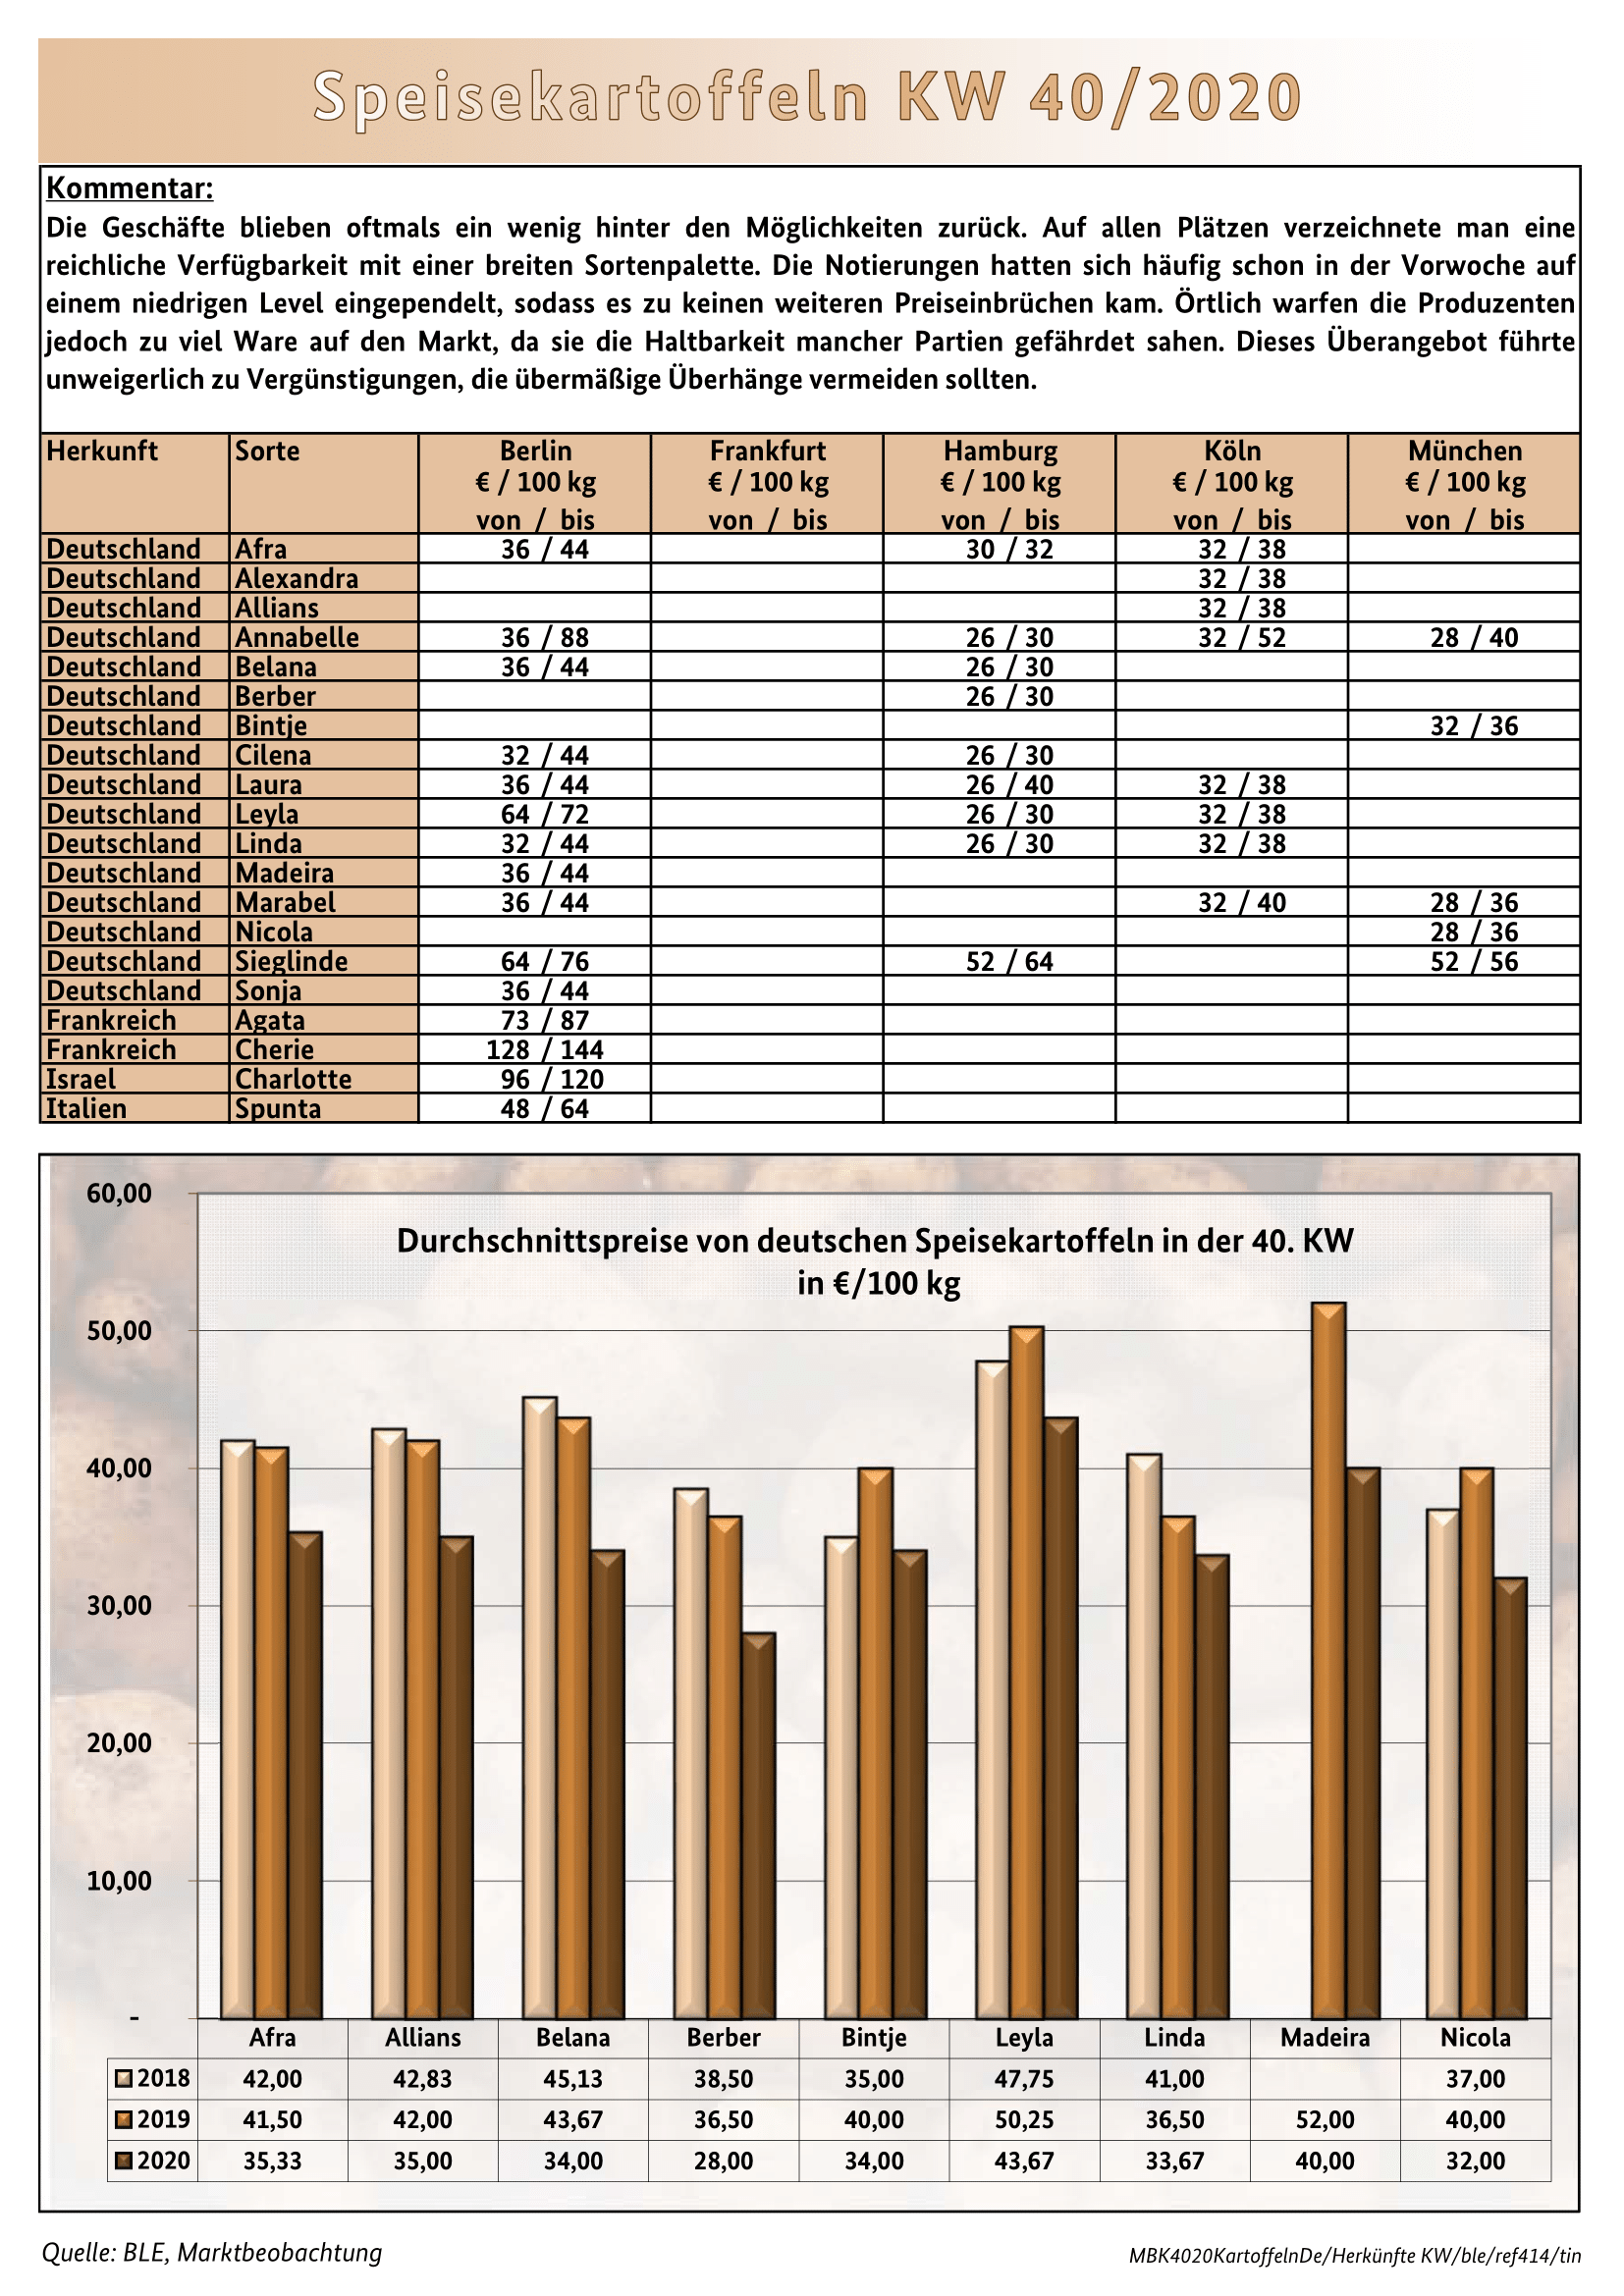 Speisekartoffeln KW 40/2020
Kommentar:
Die Geschäfte blieben oftmals ein wenig hinter den Möglichkeiten zurück. Auf allen Plätzen verzeichnete man eine
reichliche Verfügbarkeit mit einer breiten Sortenpalette. Die Notierungen hatten sich häufig schon in der Vorwoche auf
einem niedrigen Level eingependelt, sodass es zu keinen weiteren Preiseinbrüchen kam. Örtlich warfen die Produzenten
jedoch zu viel Ware auf den Markt, da sie die Haltbarkeit mancher Partien gefährdet sahen. Dieses Überangebot führte
unweigerlich zu Vergünstigungen, die übermäßige Überhänge vermeiden sollten.
Herkunft Sorte Berlin Frankfurt Hamburg Köln München
€ / 100 kg € / 100 kg € / 100 kg € / 100 kg € / 100 kg
von / bis von / bis von / bis von / bis von / bis
Deutschland Afra 36 / 44 30 / 32 32 / 38
Deutschland Alexandra 32 / 38
Deutschland Allians 32 / 38
Deutschland Annabelle 36 / 88 26 / 30 32 / 52 28 / 40
Deutschland Belana 36 / 44 26 / 30
Deutschland Berber 26 / 30
Deutschland Bintje 32 / 36
Deutschland Cilena 32 / 44 26 / 30
Deutschland Laura 36 / 44 26 / 40 32 / 38
Deutschland Leyla 64 / 72 26 / 30 32 / 38
Deutschland Linda 32 / 44 26 / 30 32 / 38
Deutschland Madeira 36 / 44
Deutschland Marabel 36 / 44 32 / 40 28 / 36
Deutschland Nicola 28 / 36
Deutschland Sieglinde 64 / 76 52 / 64 52 / 56
Deutschland Sonja 36 / 44
Frankreich Agata 73 / 87
Frankreich Cherie 128 / 144
Israel Charlotte 96 / 120
Italien Spunta 48 / 64
Durchschnittspreise von deutschen Speisekartoffeln in der 40. KW
in €/100 kg
60,00
50,00
40,00
30,00
20,00
10,00
-
Afra Allians Belana Berber Bintje Leyla Linda Madeira Nicola
2018 42,00 42,83 45,13 38,50 35,00 47,75 41,00 37,00
2019 41,50 42,00 43,67 36,50 40,00 50,25 36,50 52,00 40,00
2020 35,33 35,00 34,00 28,00 34,00 43,67 33,67 40,00 32,00
Quelle: BLE, Marktbeobachtung MBK4020KartoffelnDe/Herkünfte KW/ble/ref414/tin